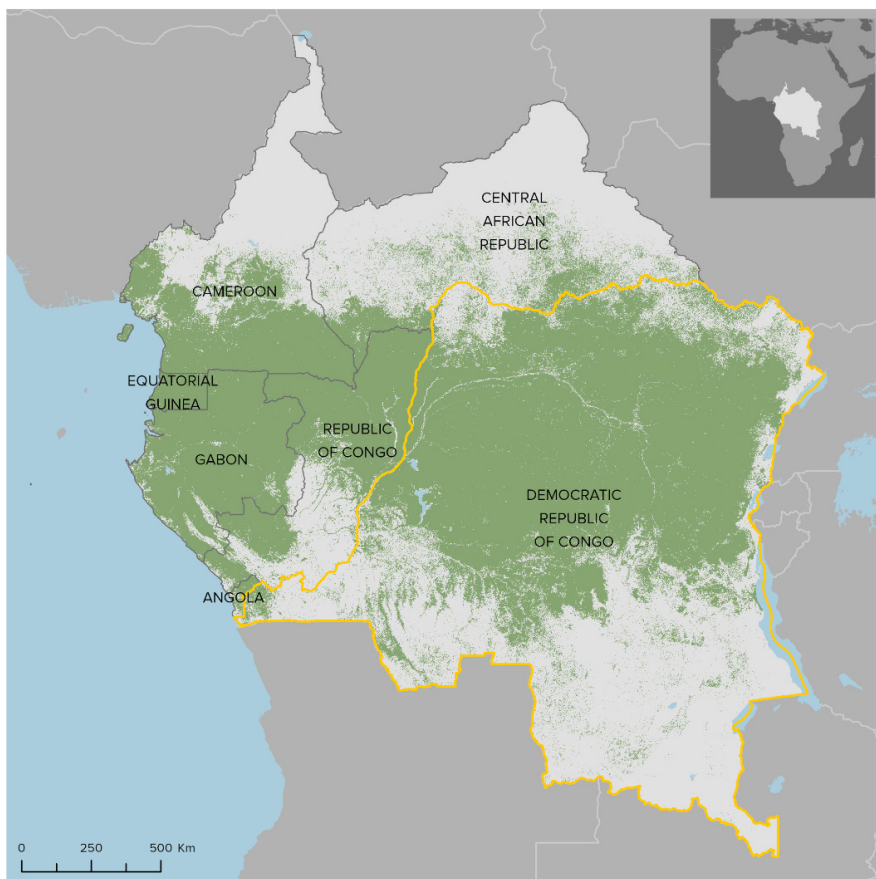 CENTRAL
AFRICAN
REPUBLIC
CAMEROON
EQUATORIAL
GUINEA
REPUBLIC
OF CONGO
GABON
DEMOCRATIC
REPUBLIC
OF CONGO
ANGOLA
0 250 500 Km